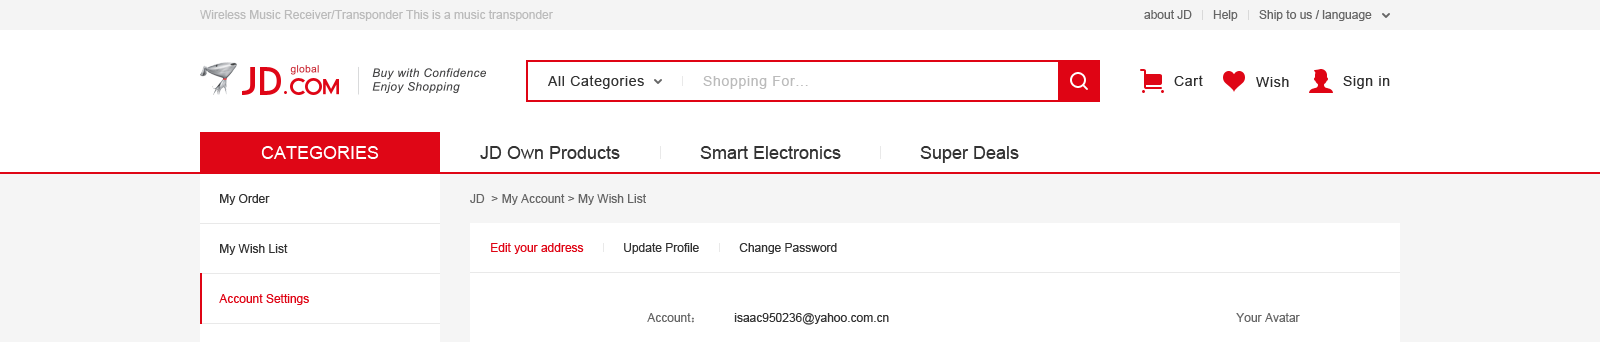 Wireless Music Receiver/Transponder This is a music transponder
about JD
Help
Ship to us / language
global
JD.COM
Buy with Confidence
Enjoy Shopping
All Categories
Shopping For...
Cart
Wish
Sign in
CATEGORIES
JD Own Products
Smart Electronics
Super Deals
My Order
My Wish List
Account Settings
JD > My Account > My Wish List
Edit your address
Update Profile
Change Password
Account：
isaac950236@yahoo.com.cn
Your Avatar